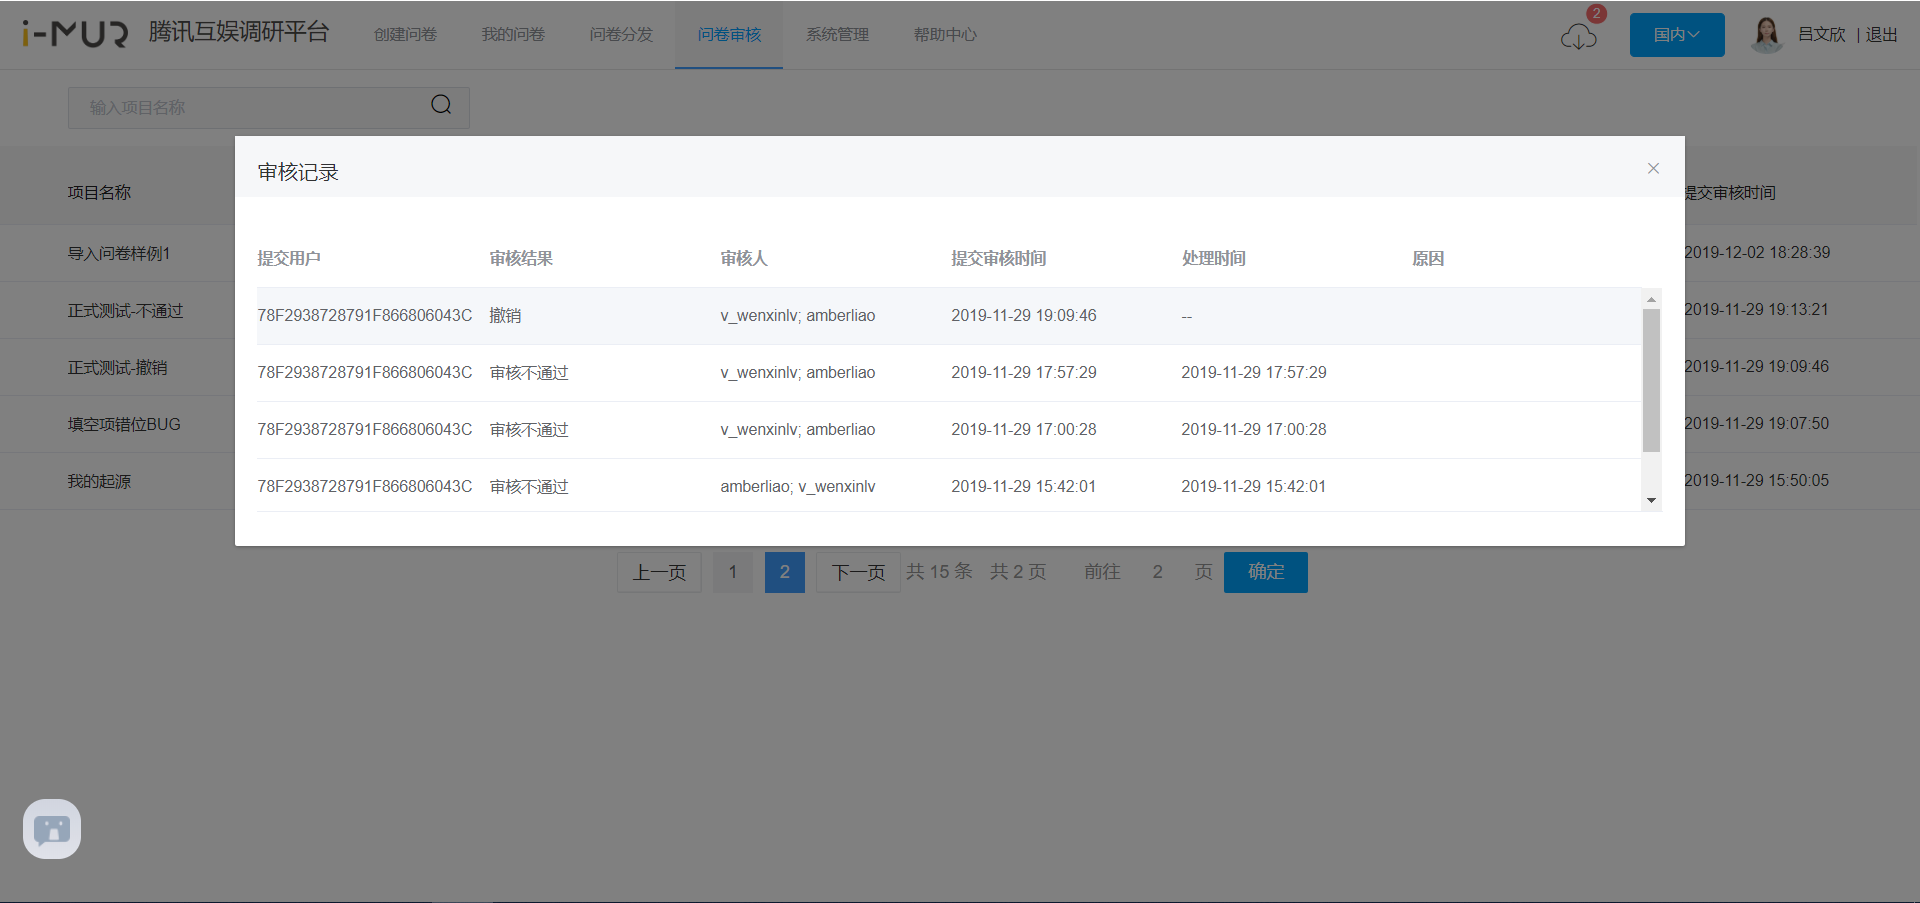 i-MUR 腾讯互娱调研平台 创建问卷 我的问卷 问卷分发 问卷审核 系统管理 帮助中心 2 国内 吕文欣 | 退出
输入项目名称
审核记录
项目名称 提交审核时间
提交用户 审核结果 审核人 提交审核时间 处理时间 原因
导入问卷样例1 2019-12-02 18:28:39
78F2938728791F866806043C 撤销 v_wenxinlv; amberliao 2019-11-29 19:09:46 --
正式测试-不通过 2019-11-29 19:13:21
78F2938728791F866806043C 审核不通过 v_wenxinlv; amberliao 2019-11-29 17:57:29 2019-11-29 17:57:29
正式测试-撤销 2019-11-29 19:09:46
78F2938728791F866806043C 审核不通过 v_wenxinlv; amberliao 2019-11-29 17:00:28 2019-11-29 17:00:28
填空项错位BUG 2019-11-29 19:07:50
78F2938728791F866806043C 审核不通过 amberliao; v_wenxinlv 2019-11-29 15:42:01 2019-11-29 15:42:01
我的起源 2019-11-29 15:50:05
上一页 1 2 下一页 共 15 条 共 2 页 前往 2 页 确定